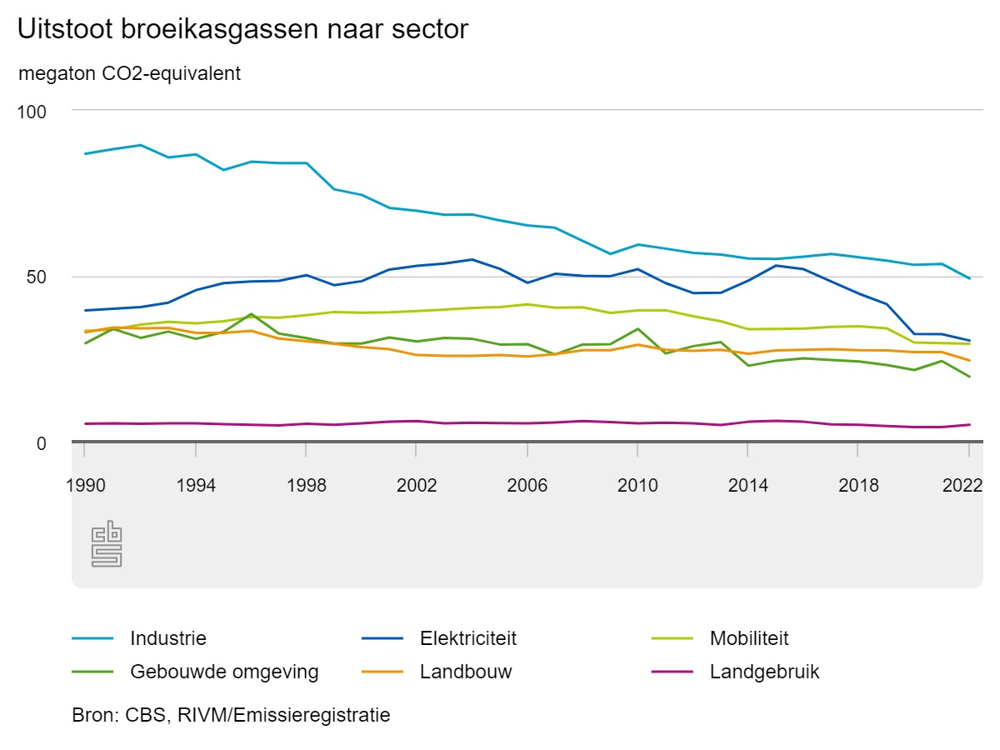 Uitstoot broeikasgassen naar sector
megaton CO2-equivalent
100
50
0
1990 1994 1998 2002 2006 2010 2014 2018 2022
cbs
Industrie Elektriciteit Mobiliteit
Gebouwde omgeving Landbouw Landgebruik
Bron: CBS, RIVM/Emissieregistratie